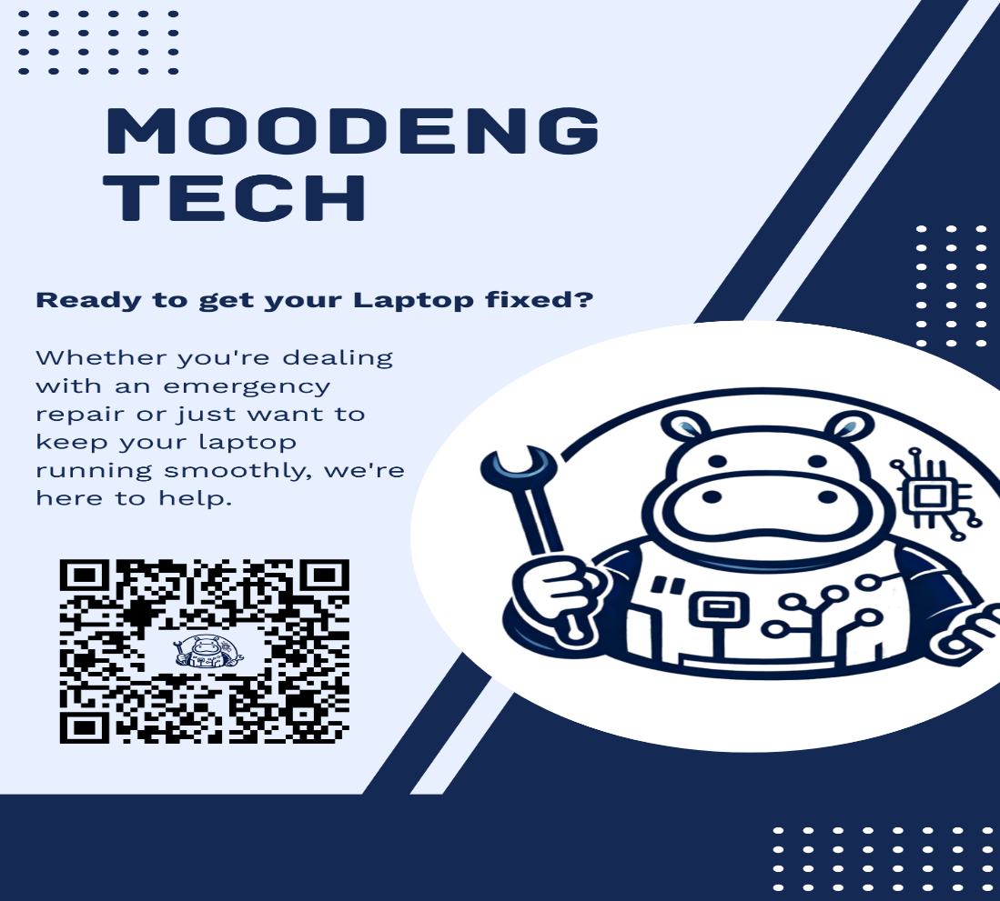 MOODENG
TECH
Ready to get your Laptop fixed?
Whether you're dealing
with an emergency
repair or just want to
keep your laptop
running smoothly, we're
here to help.